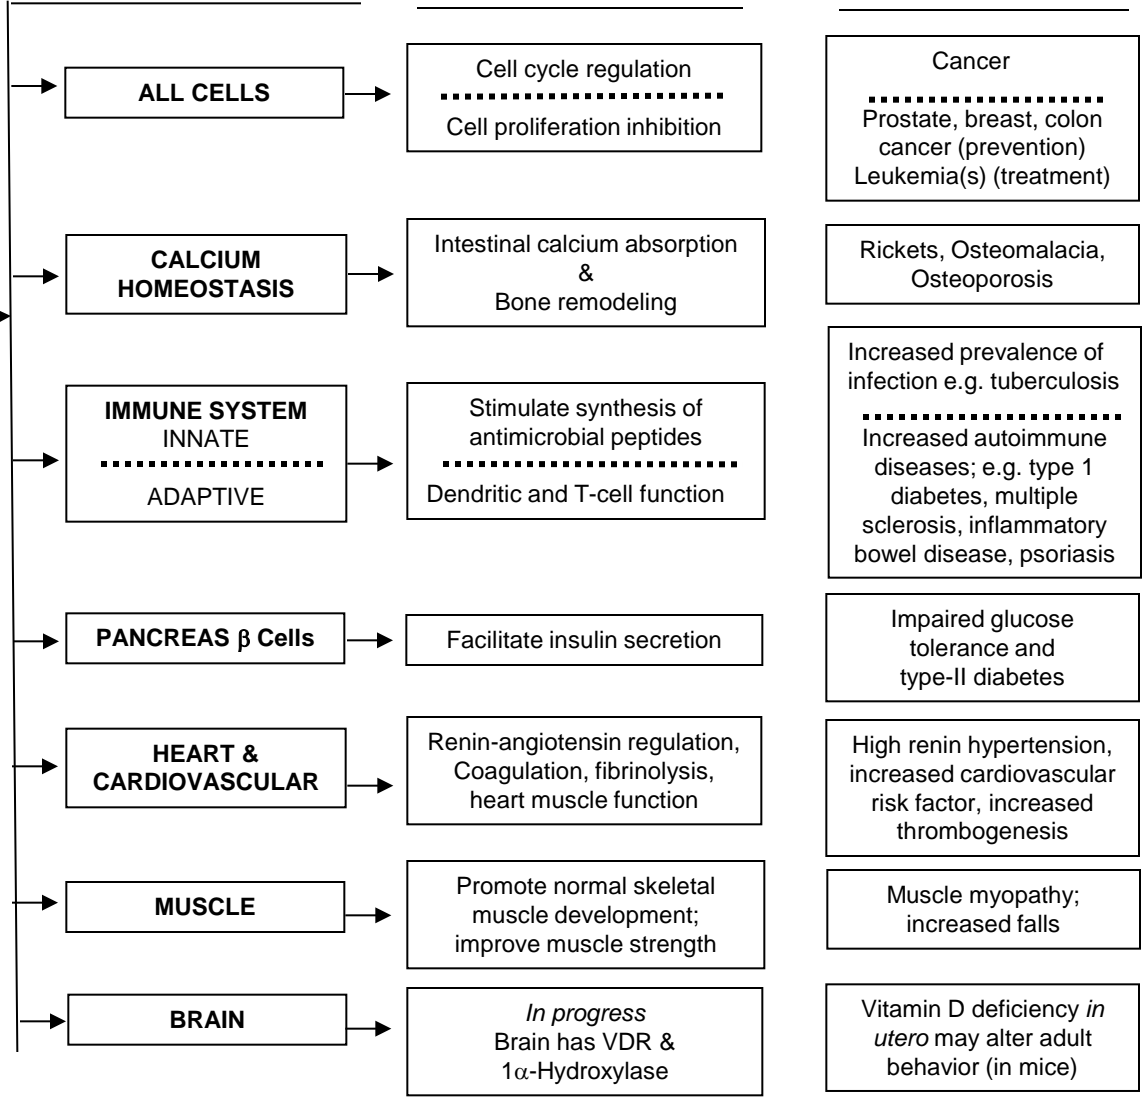 ALL CELLS
Cell cycle regulation
Cell proliferation inhibition
Cancer
Prostate, breast, colon
cancer (prevention)
Leukemia(s) (treatment)
CALCIUM
HOMEOSTASIS
Intestinal calcium absorption
&
Bone remodeling
Rickets, Osteomalacia,
Osteoporosis
IMMUNE SYSTEM
INNATE
ADAPTIVE
Stimulate synthesis of
antimicrobial peptides
Dendritic and T-cell function
Increased prevalence of
infection e.g. tuberculosis
Increased autoimmune
diseases; e.g. type 1
diabetes, multiple
sclerosis, inflammatory
bowel disease, psoriasis
PANCREAS β Cells
Facilitate insulin secretion
Impaired glucose
tolerance and
type-II diabetes
HEART &
CARDIOVASCULAR
Renin-angiotensin regulation,
Coagulation, fibrinolysis,
heart muscle function
High renin hypertension,
increased cardiovascular
risk factor, increased
thrombogenesis
MUSCLE
Promote normal skeletal
muscle development;
improve muscle strength
Muscle myopathy;
increased falls
BRAIN
In progress
Brain has VDR &
1α-Hydroxylase
Vitamin D deficiency in
utero may alter adult
behavior (in mice)